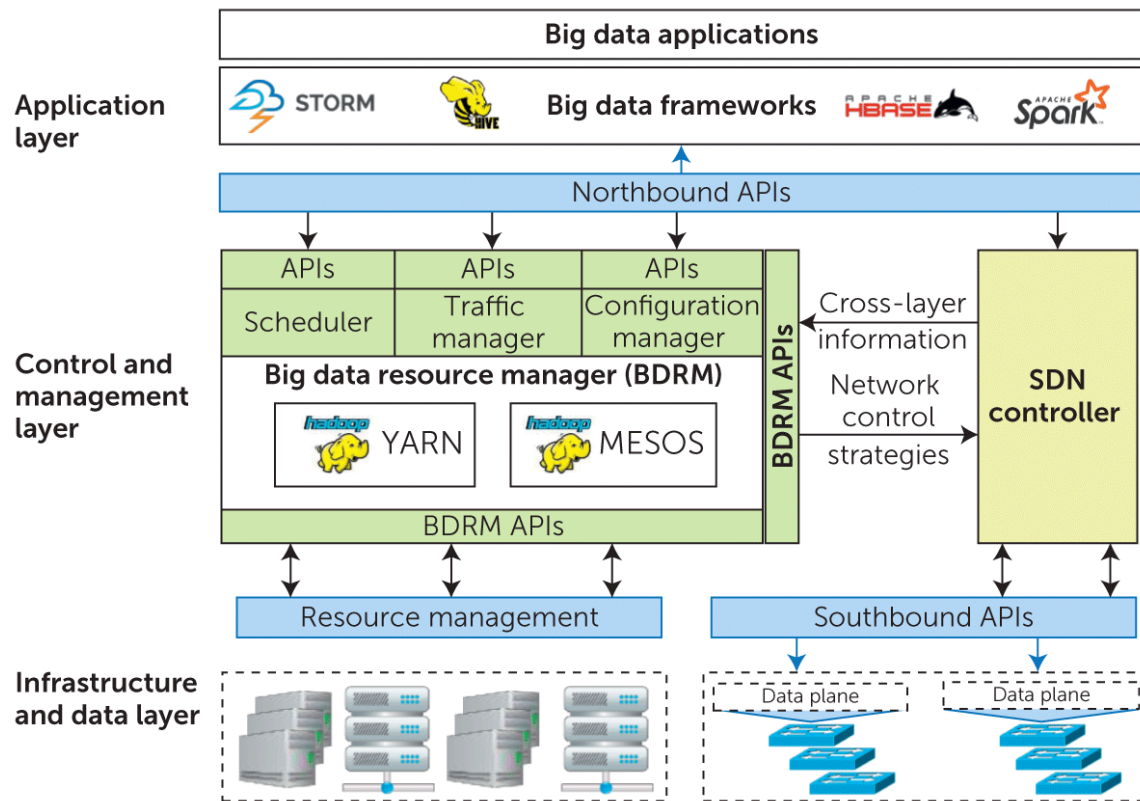 Big data applications
Application
layer
STORM
HIVE
Big data frameworks
APACHE
HBASE
APACHE
Spark™
Northbound APIs
APIs
APIs
APIs
Scheduler
Traffic
manager
Configuration
manager
Control and
management
layer
Big data resource manager (BDRM)
hadoop
YARN
hadoop
MESOS
BDRM APIs
BDRM APIs
Cross-layer
information
Network
control
strategies
SDN
controller
Resource management
Southbound APIs
Infrastructure
and data layer
Data plane
Data plane